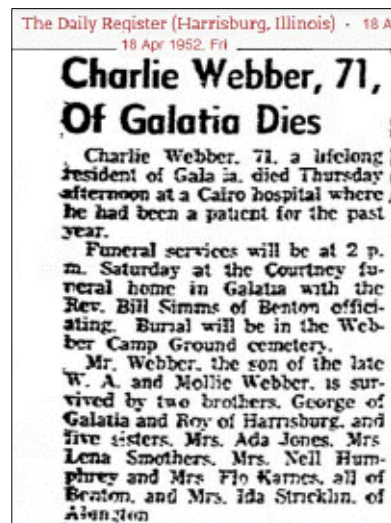 The Daily Register (Harrisburg, Illinois) · 18 A
18 Apr 1952, Fri
Charlie Webber, 71,
Of Galatia Dies
Charlie Webber, 71, a lifelong
resident of Gala ia, died Thursday
afternoon at a Cairo hospital where
he had been a patient for the past
year.
Funeral services will be at 2 p.
m. Saturday at the Courtney fu-
neral home in Galatia with the
Rev. Bill Simms of Benton offici-
ating. Burial will be in the Web-
ber Camp Ground cemetery.
Mr. Webber, the son of the late
W. A. and Mollie Webber, is sur-
vived by two brothers, George of
Galatia and Roy of Harrisburg, and
five sisters, Mrs. Ada Jones, Mrs.
Lena Smothers, Mrs. Nell Hum-
phrey and Mrs Flo Karnes, all of
Benton, and Mrs. Ida Stricklin, of